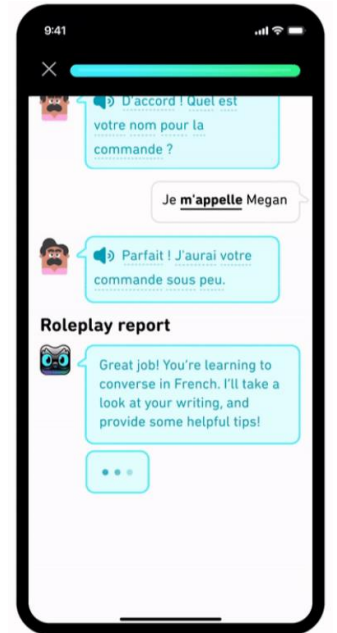 9:41
D'accord ! Quel est
votre nom pour la
commande ?
Je m'appelle Megan
Parfait ! J'aurai votre
commande sous peu.
Roleplay report
Great job! You're learning to
converse in French. I'll take a
look at your writing, and
provide some helpful tips!